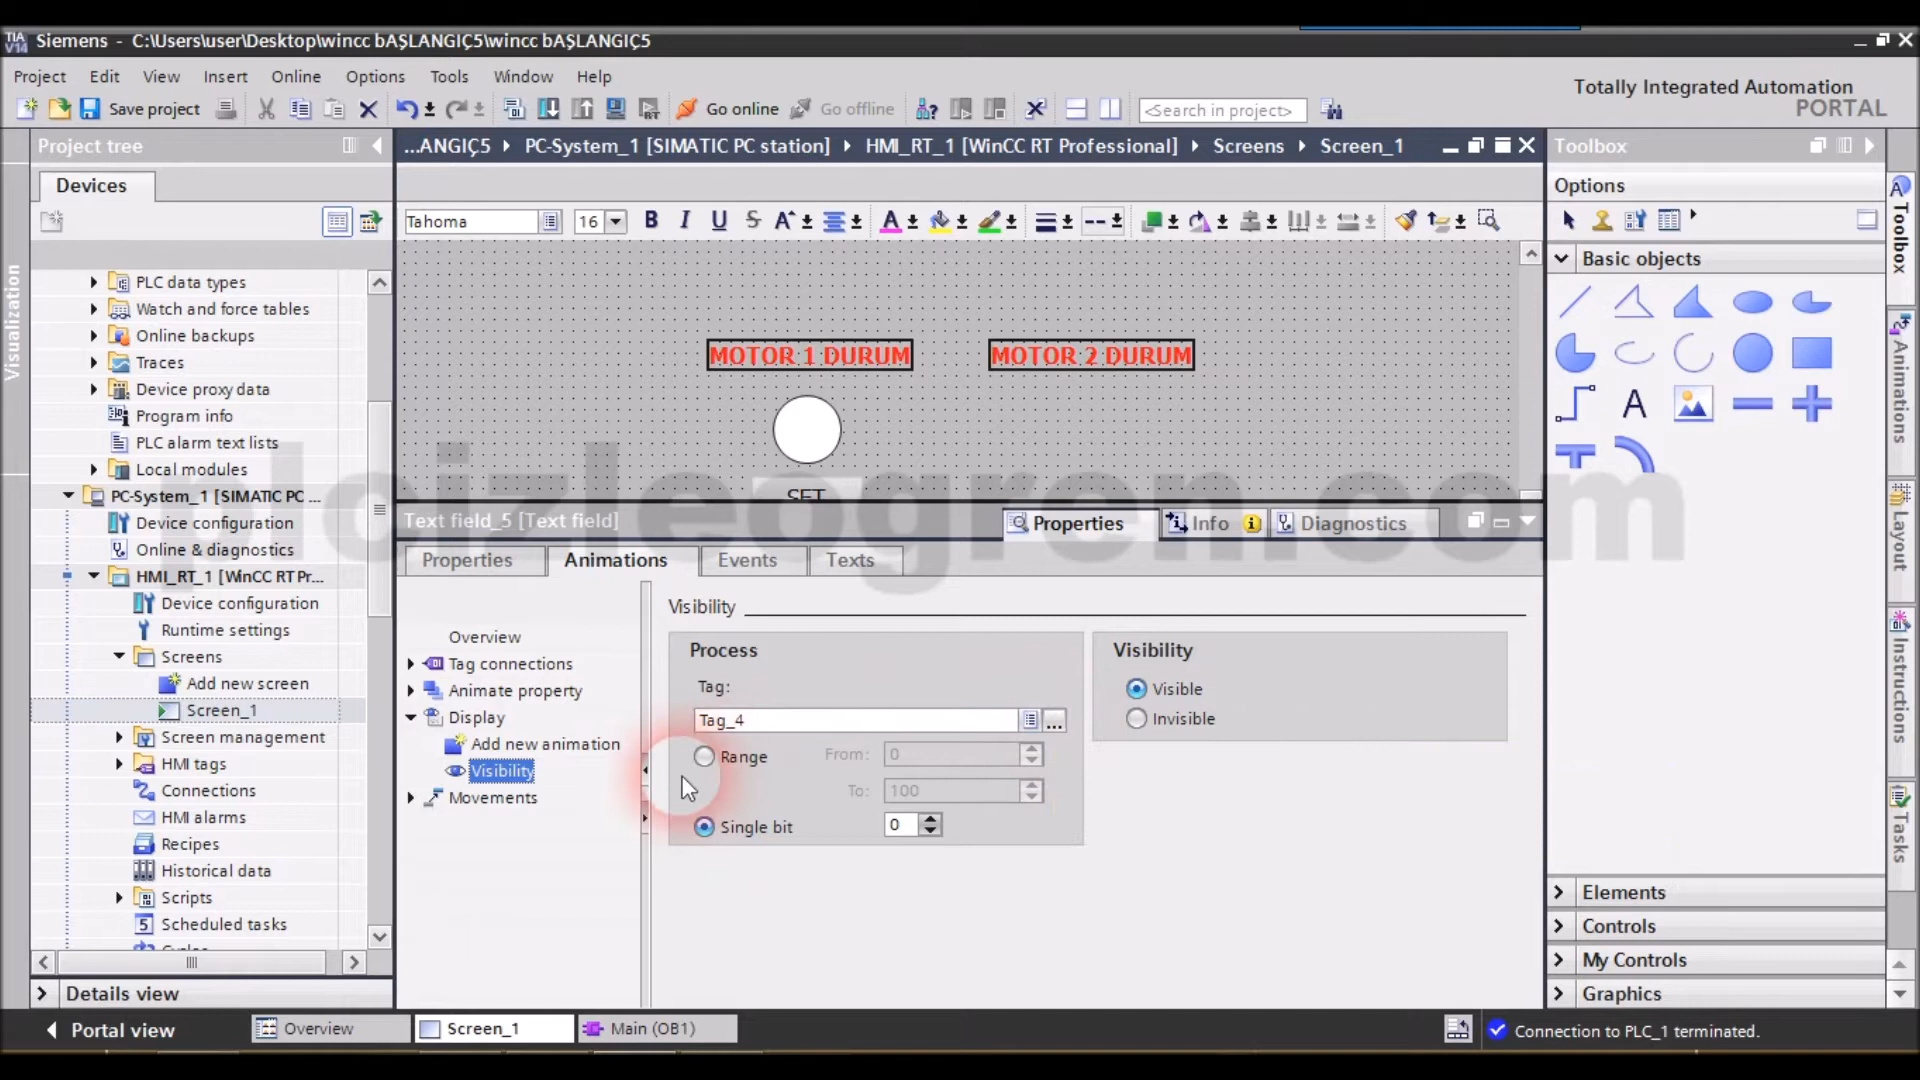 Siemens - C:\Users\user\Desktop\wincc bAŞLANGIÇ5\wincc bAŞLANGIÇ5
Project Edit View Insert Online Options Tools Window Help
Totally Integrated Automation
PORTAL
Save project
Go online
Go offline
<Search in project>
Project tree
Devices
Visualization
PLC data types
Watch and force tables
Online backups
Traces
Device proxy data
Program info
PLC alarm text lists
Local modules
PC-System_1 [SIMATIC PC ...
Device configuration
Online & diagnostics
HMI_RT_1 [WinCC RT Pr...
Device configuration
Runtime settings
Screens
Add new screen
Screen_1
Screen management
HMI tags
Connections
HMI alarms
Recipes
Historical data
Scripts
Scheduled tasks
Details view
...ANGIÇ5 PC-System_1 [SIMATIC PC station] HMI_RT_1 [WinCC RT Professional] Screens Screen_1
Tahoma 16 B I U S
MOTOR 1 DURUM MOTOR 2 DURUM
SET
plcizleogren.com
Text field_5 [Text field]
Properties Info Diagnostics
Properties Animations Events Texts
Overview
Tag connections
Animate property
Display
Add new animation
Visibility
Movements
Visibility
Process
Tag:
Tag_4
Range From: 0
To: 100
Single bit 0
Visibility
Visible
Invisible
Toolbox
Options
Basic objects
Elements
Controls
My Controls
Graphics
Toolbox
Animations
Layout
Instructions
Tasks
Portal view Overview Screen_1 Main (OB1)
Connection to PLC_1 terminated.